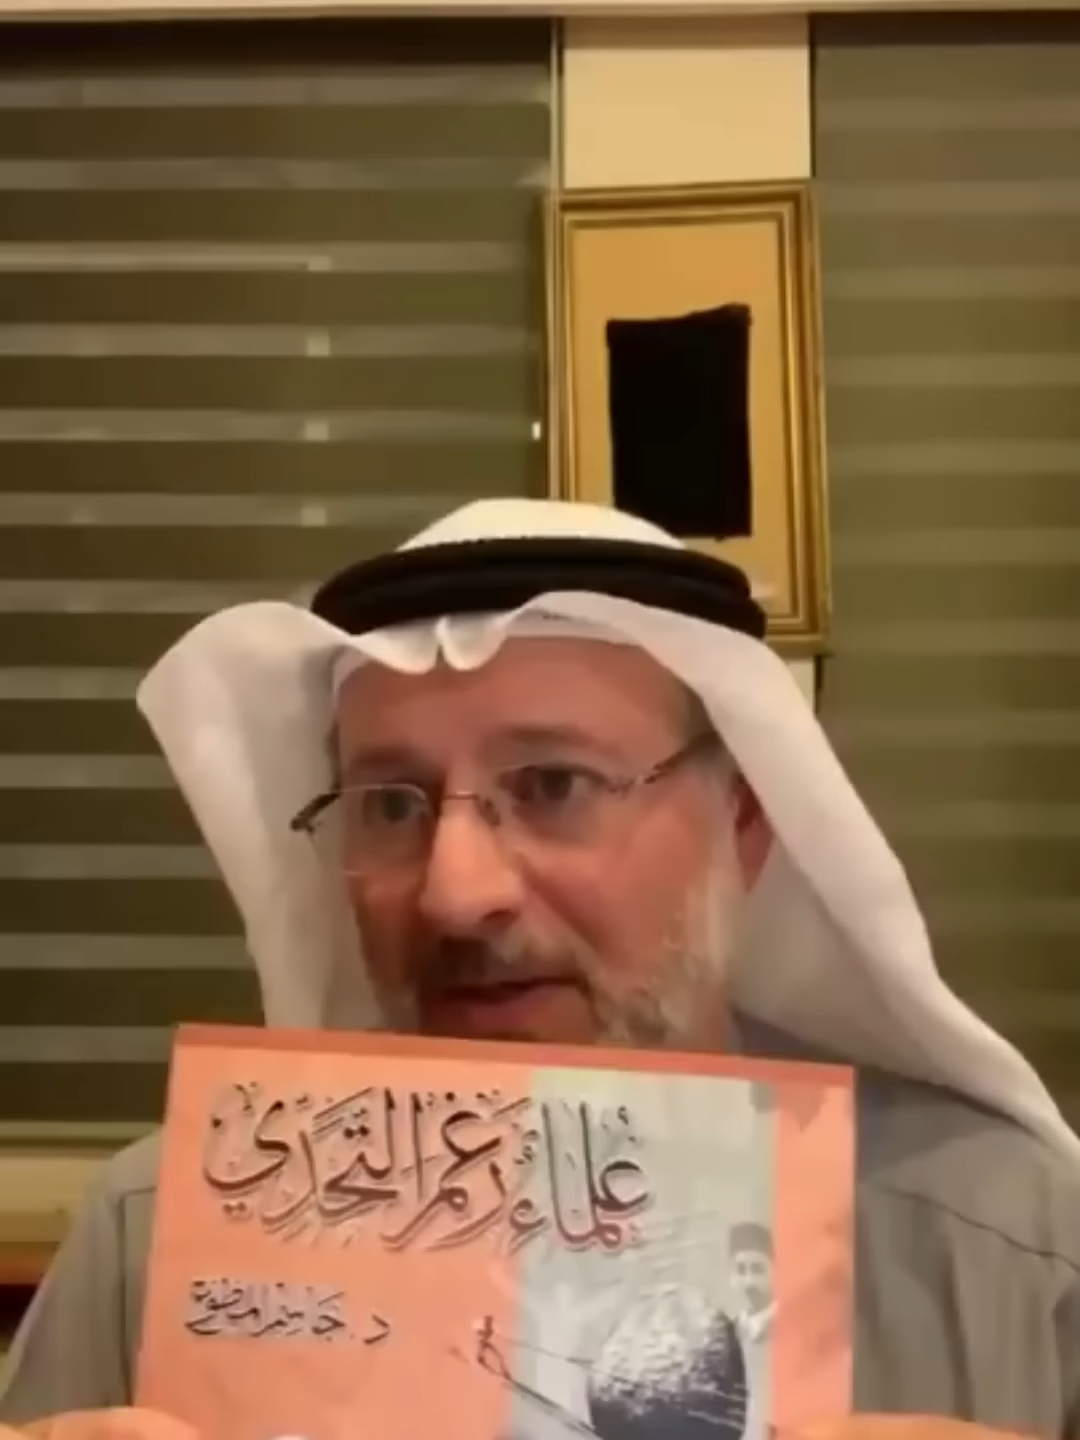 علماء رغم التحدي
د. جاسم المطوع